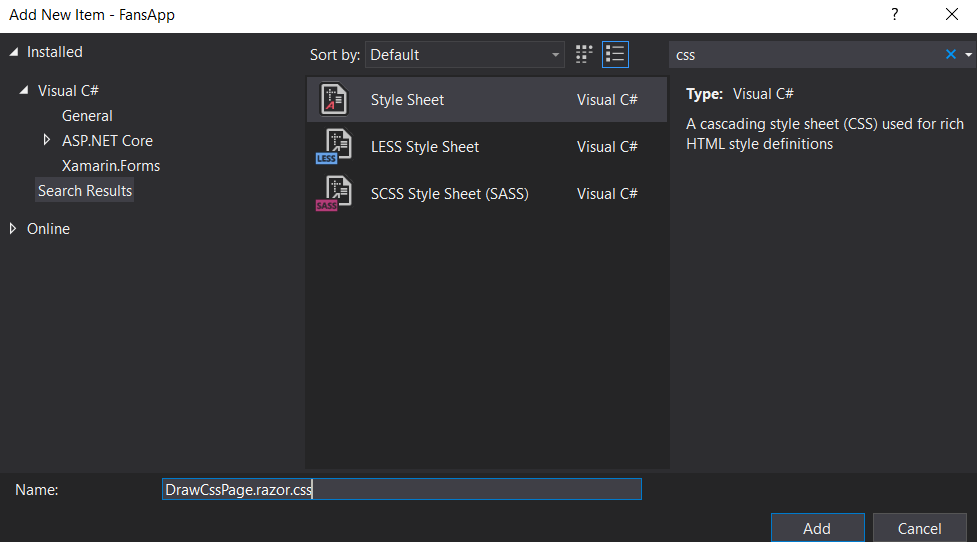 Add New Item - FansApp
?
Installed
Visual C#
General
ASP.NET Core
Xamarin.Forms
Search Results
Online
Sort by: Default
Style Sheet Visual C#
LESS
LESS Style Sheet Visual C#
SASS
SCSS Style Sheet (SASS) Visual C#
css
Type: Visual C#
A cascading style sheet (CSS) used for rich
HTML style definitions
Name: DrawCssPage.razor.css
Add Cancel